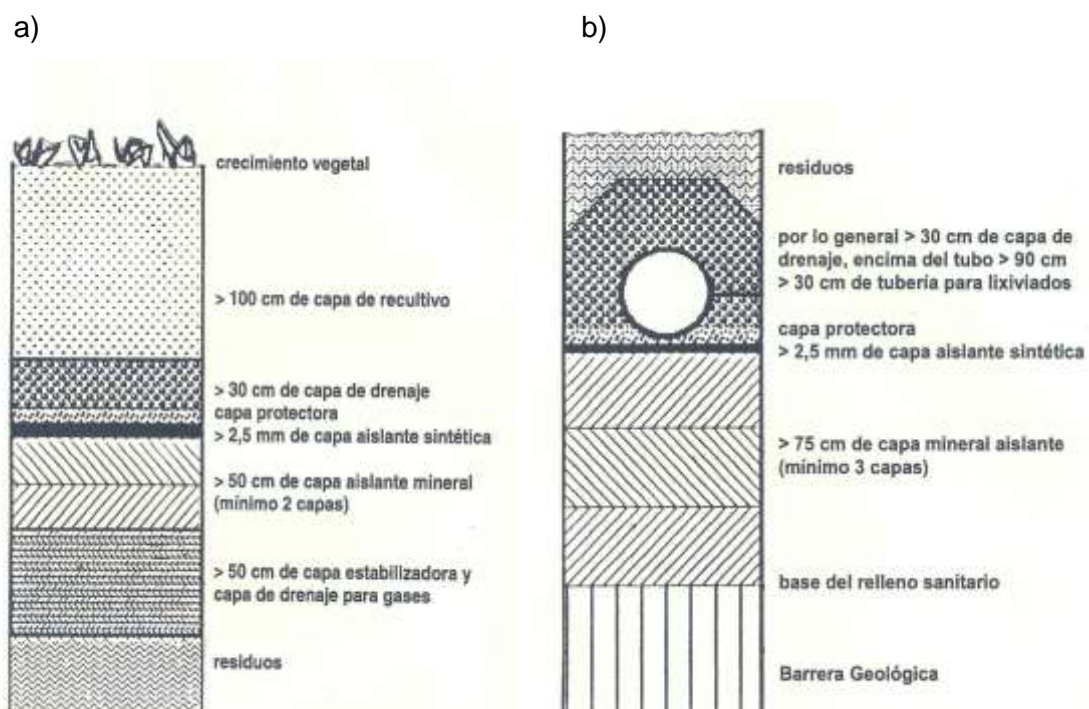 a)
crecimiento vegetal
> 100 cm de capa de recultivo
> 30 cm de capa de drenaje
capa protectora
> 2,5 mm de capa aislante sintética
> 50 cm de capa aislante mineral
(mínimo 2 capas)
> 50 cm de capa estabilizadora y
capa de drenaje para gases
residuos
b)
residuos
por lo general > 30 cm de capa de
drenaje, encima del tubo > 90 cm
> 30 cm de tubería para lixiviados
capa protectora
> 2,5 mm de capa aislante sintética
> 75 cm de capa mineral aislante
(mínimo 3 capas)
base del relleno sanitario
Barrera Geológica